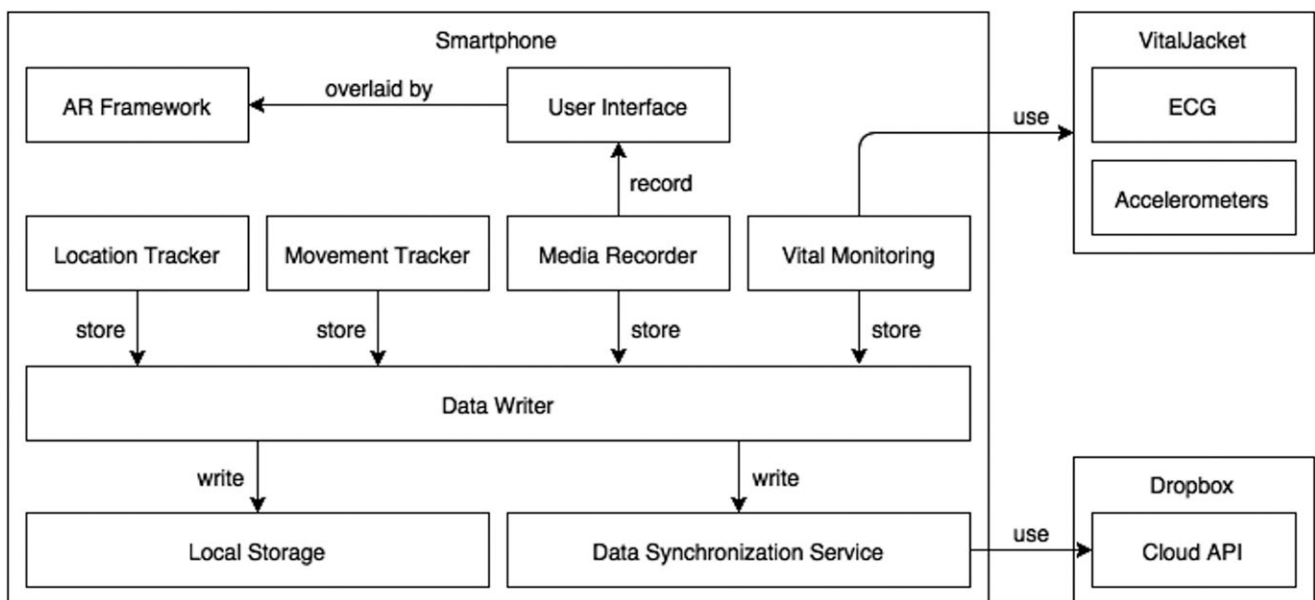 Smartphone
VitalJacket
AR Framework
overlaid by
User Interface
use
ECG
record
Accelerometers
Location Tracker
Movement Tracker
Media Recorder
Vital Monitoring
store
store
store
store
Data Writer
write
write
Dropbox
Local Storage
Data Synchronization Service
use
Cloud API